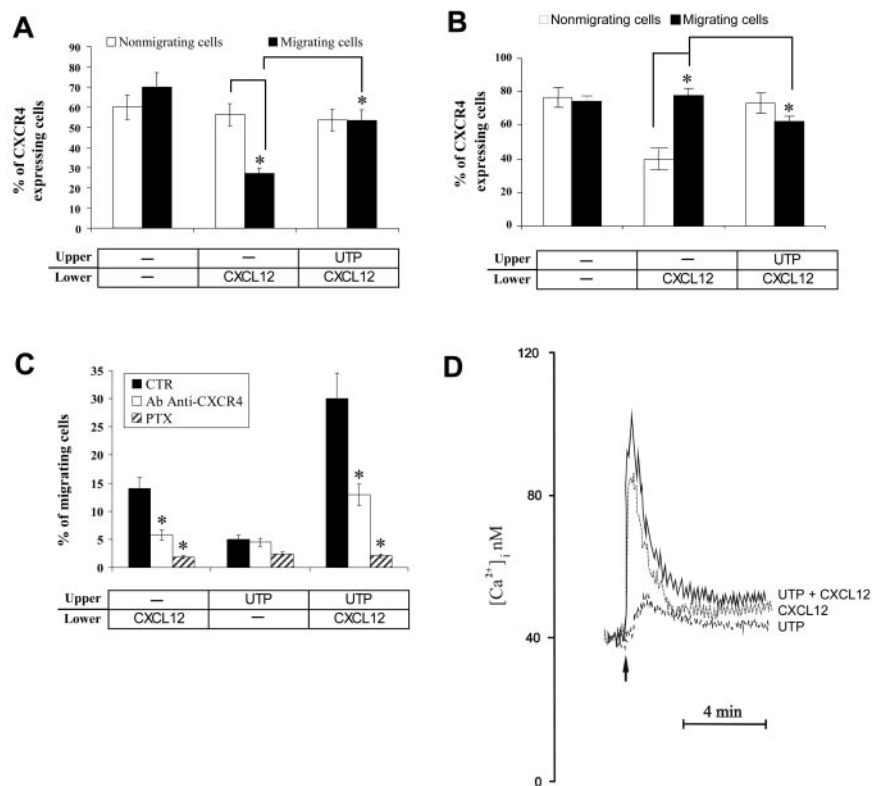 A
Nonmigrating cells
Migrating cells
% of CXCR4
expressing cells
90
80
70
60
50
40
30
20
10
0
*
*
Upper — — UTP
Lower — CXCL12 CXCL12
B
Nonmigrating cells
Migrating cells
% of CXCR4
expressing cells
100
80
60
40
20
0
*
*
Upper — — UTP
Lower — CXCL12 CXCL12
C
CTR
Ab Anti-CXCR4
PTX
% of migrating cells
35
30
25
20
15
10
5
0
*
*
*
*
Upper — UTP UTP
Lower CXCL12 — CXCL12
D
[Ca²⁺]ᵢ nM
120
80
40
0
UTP + CXCL12
CXCL12
UTP
4 min